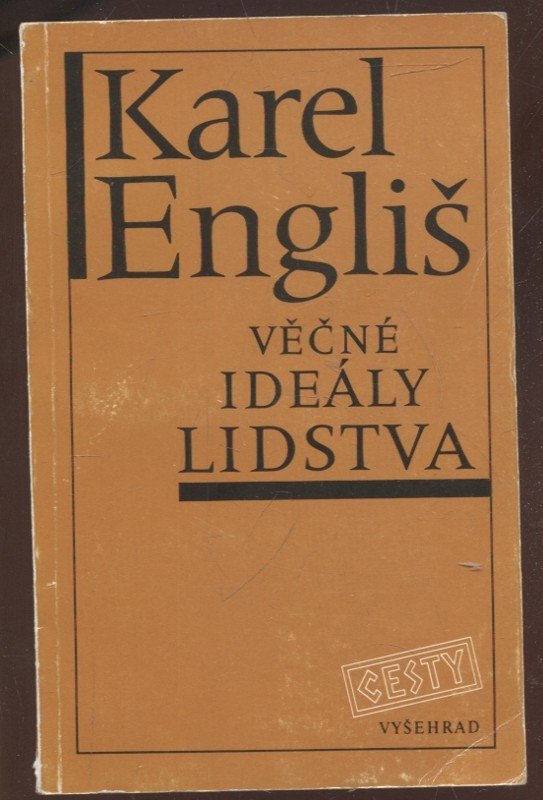 Karel
Engliš
VĚČNÉ
IDEÁLY
LIDSTVA
CESTY
VYŠEHRAD